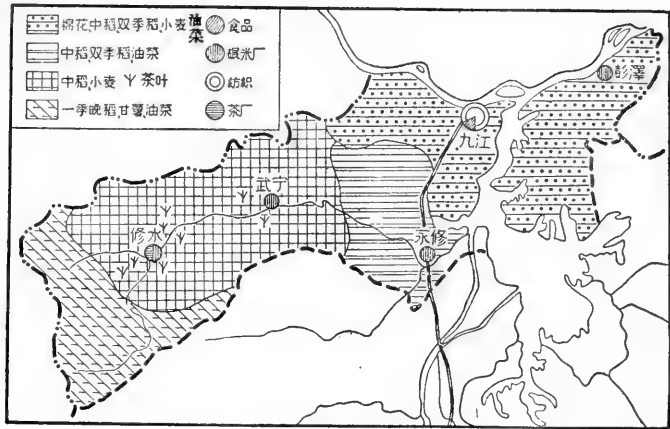 棉花,中稻,双季稻,小麦,油菜
食品
中稻双季稻油菜
碾米厂
中稻,小麦
茶叶
纺织
一季晚稻,甘薯,油菜
茶厂
彭泽
九江
武宁
修水
永修